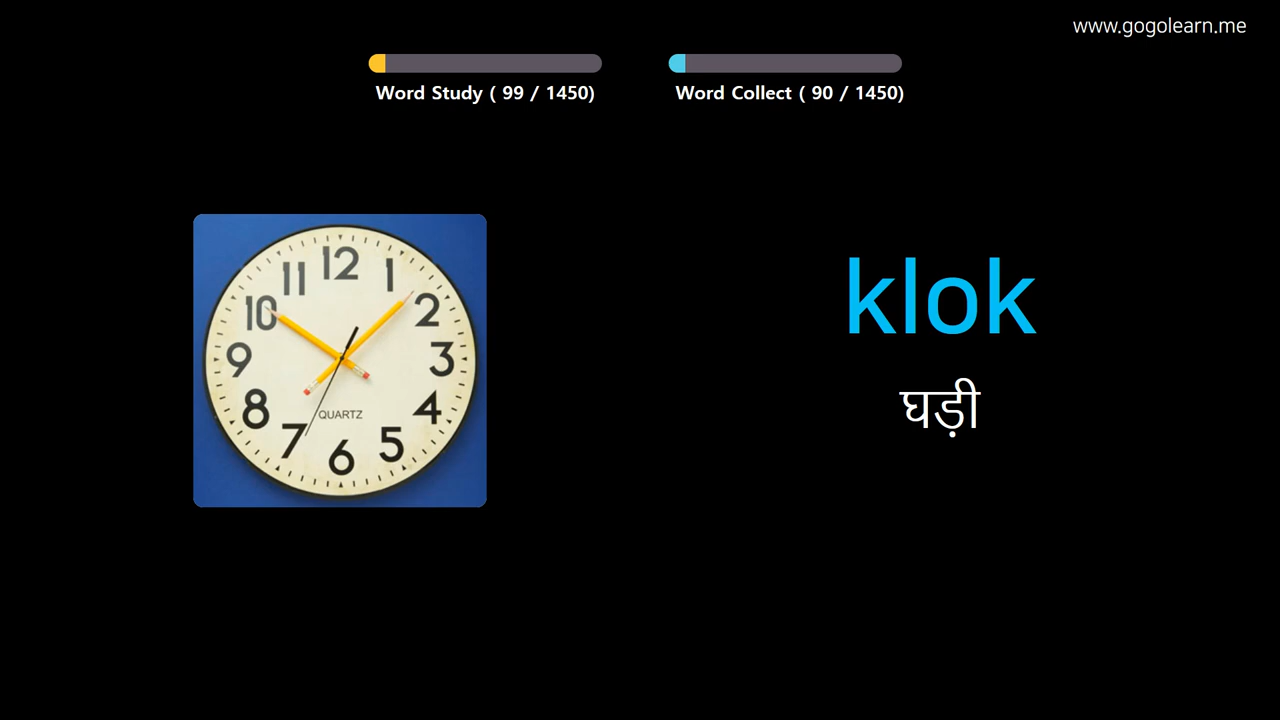 www.gogolearn.me
Word Study ( 99 / 1450)
Word Collect ( 90 / 1450)
12
11 1
10 2
9 3
8 4
QUARTZ
7 5
6
klok
घड़ी